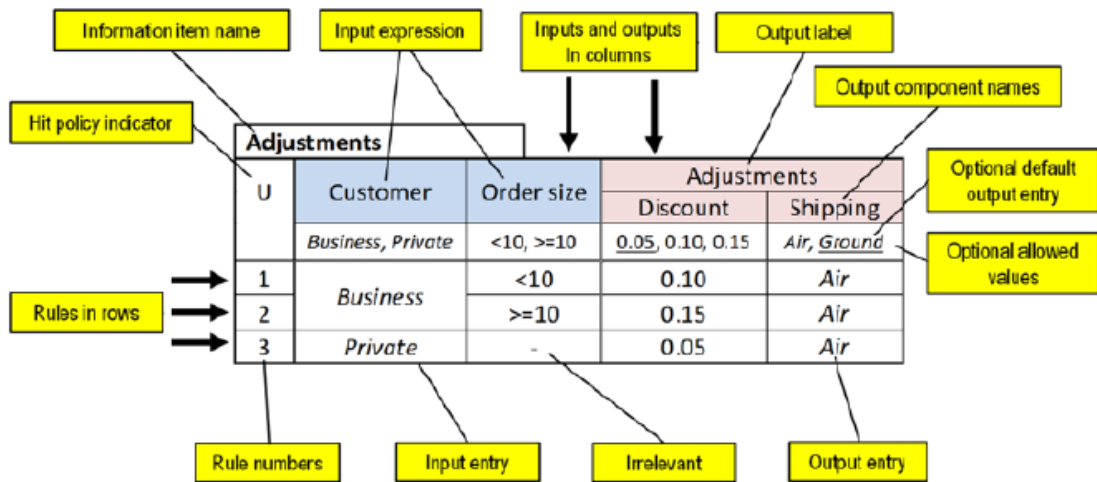 Information item name
Input expression
Inputs and outputs
In columns
Output label
Output component names
Hit policy indicator
Adjustments
U
Customer
Order size
Adjustments
Discount
Shipping
Optional default
output entry
Business, Private
<10, >=10
0.05, 0.10, 0.15
Air, Ground
Optional allowed
values
Rules in rows
1
Business
<10
0.10
Air
2
>=10
0.15
Air
3
Private
-
0.05
Air
Rule numbers
Input entry
Irrelevant
Output entry